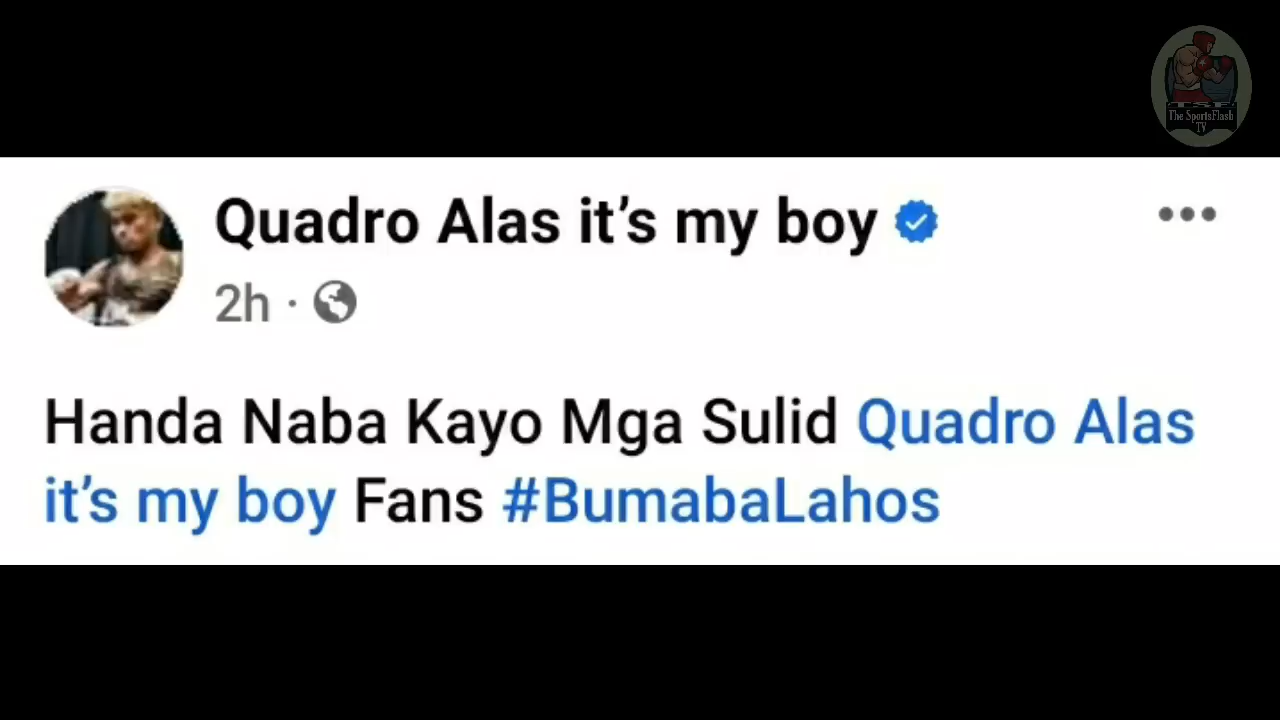 The SportsFlash
TV
Quadro Alas it’s my boy
2h ·
Handa Naba Kayo Mga Sulid Quadro Alas
it’s my boy Fans #BumabaLahos